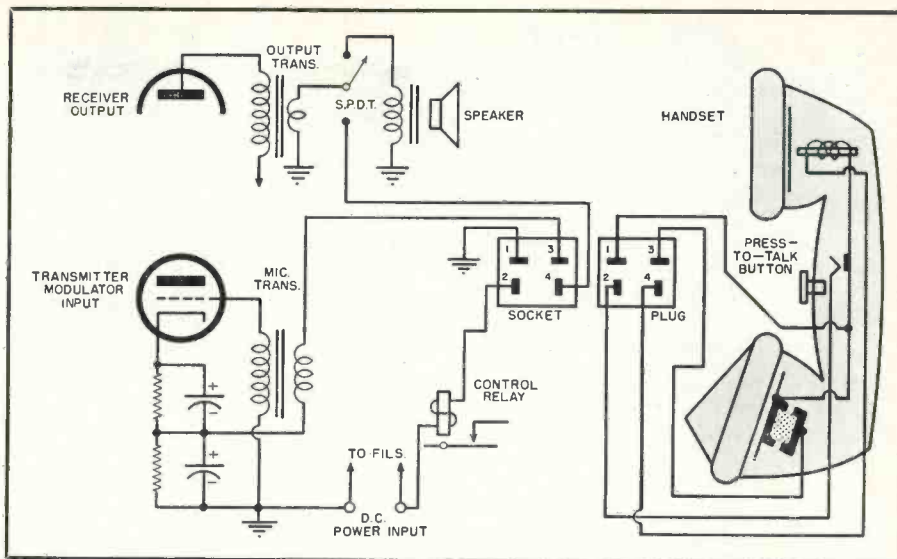 OUTPUT
TRANS.
RECEIVER
OUTPUT
S.P.D.T.
SPEAKER
HANDSET
TRANSMITTER
MODULATOR
INPUT
MIC.
TRANS.
1 3
2 4
SOCKET
1 3
2 4
PLUG
PRESS-
TO-TALK
BUTTON
CONTROL
RELAY
+
-
+
-
TO FILS.
D.C.
POWER INPUT